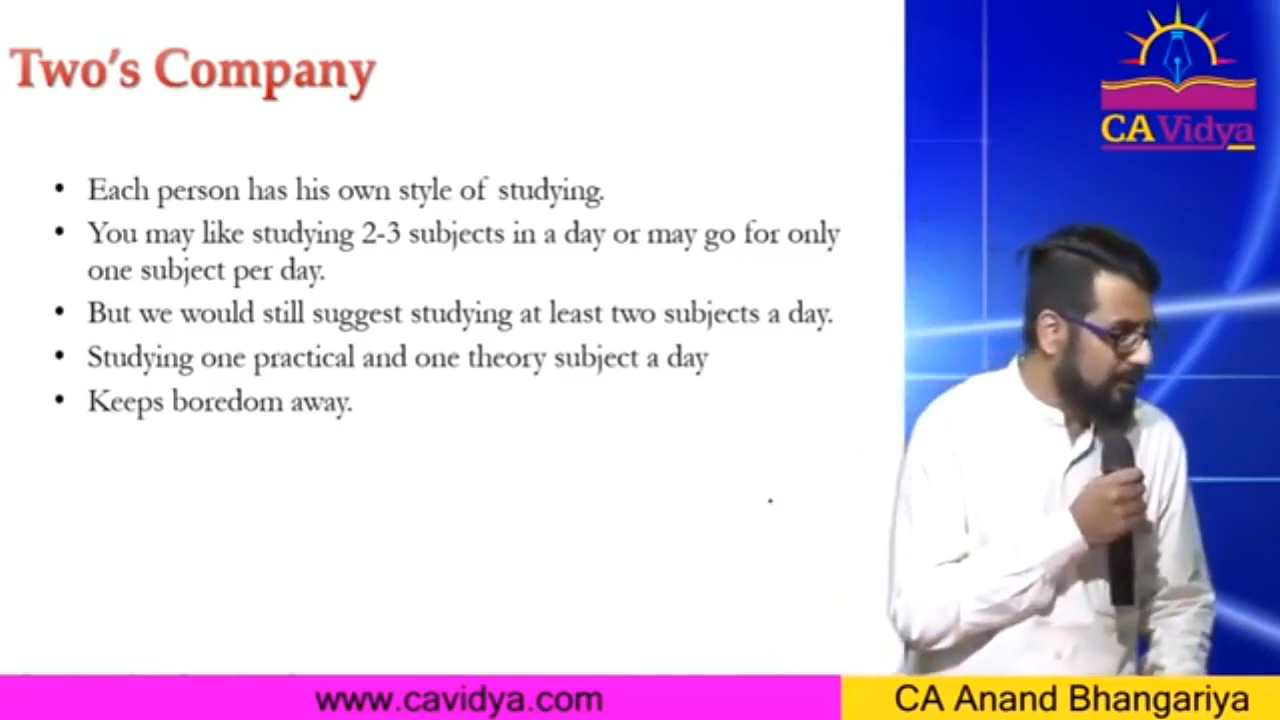 Two's Company
• Each person has his own style of studying.
• You may like studying 2-3 subjects in a day or may go for only
one subject per day.
• But we would still suggest studying at least two subjects a day.
• Studying one practical and one theory subject a day
• Keeps boredom away.
CA Vidya
www.cavidya.com
CA Anand Bhangariya